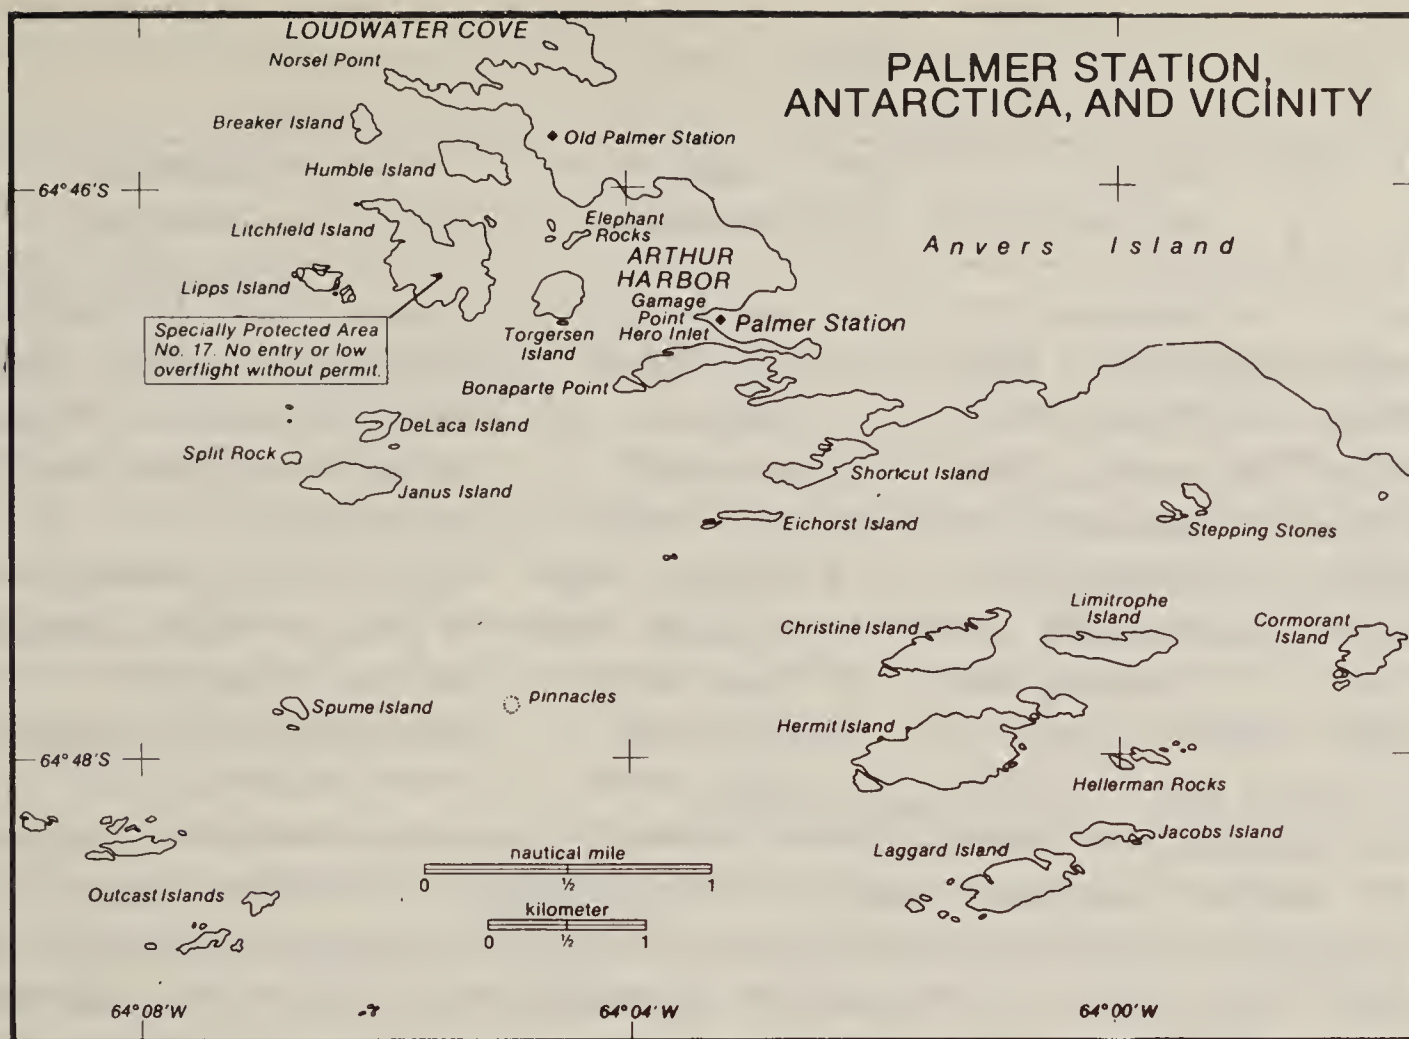 LOUDWATER COVE
Norsel Point
PALMER STATION,
ANTARCTICA, AND VICINITY
Breaker Island
Old Palmer Station
Humble Island
64°46'S
Elephant
Rocks
Litchfield Island
ARTHUR
HARBOR
Anvers Island
Lipps Island
Gamage
Point
Hero Inlet
Palmer Station
Specially Protected Area
No. 17. No entry or low
overflight without permit.
Torgersen
Island
Bonaparte Point
DeLaca Island
Split Rock
Janus Island
Shortcut Island
Eichorst Island
Stepping Stones
Christine Island
Limitrophe
Island
Cormorant
Island
Spume Island
pinnacles
Hermit Island
64°48'S
Hellerman Rocks
Jacobs Island
Laggard Island
nautical mile
0 ½ 1
Outcast Islands
kilometer
0 ½ 1
64°08'W
64°04'W
64°00'W